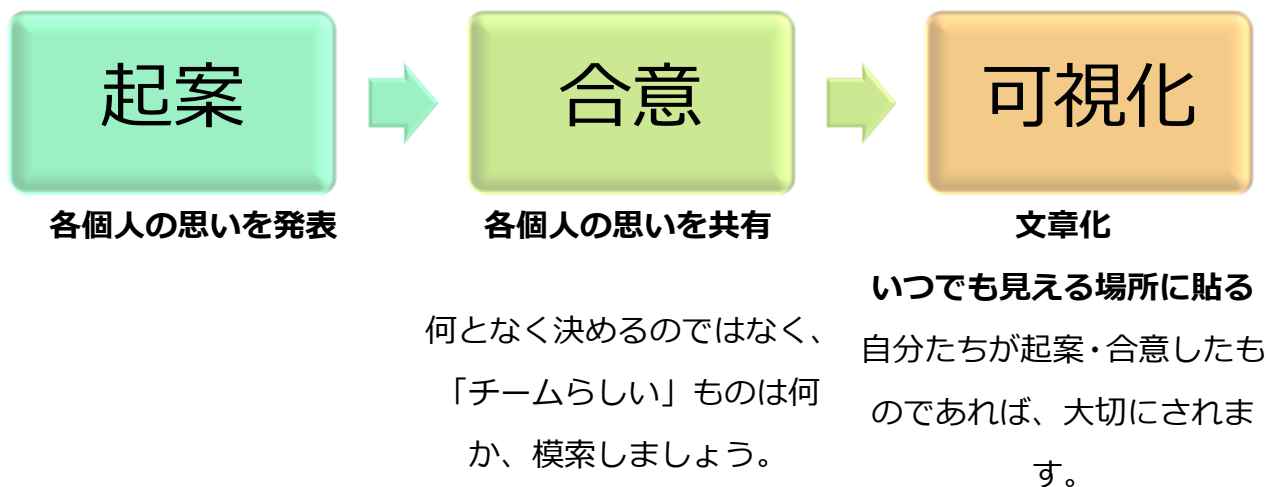 起案
各個人の思いを発表
合意
各個人の思いを共有
何となく決めるのではなく、
「チームらしい」ものは何
か、模索しましょう。
可視化
文章化
いつでも見える場所に貼る
自分たちが起案・合意したも
のであれば、大切にされま
す。